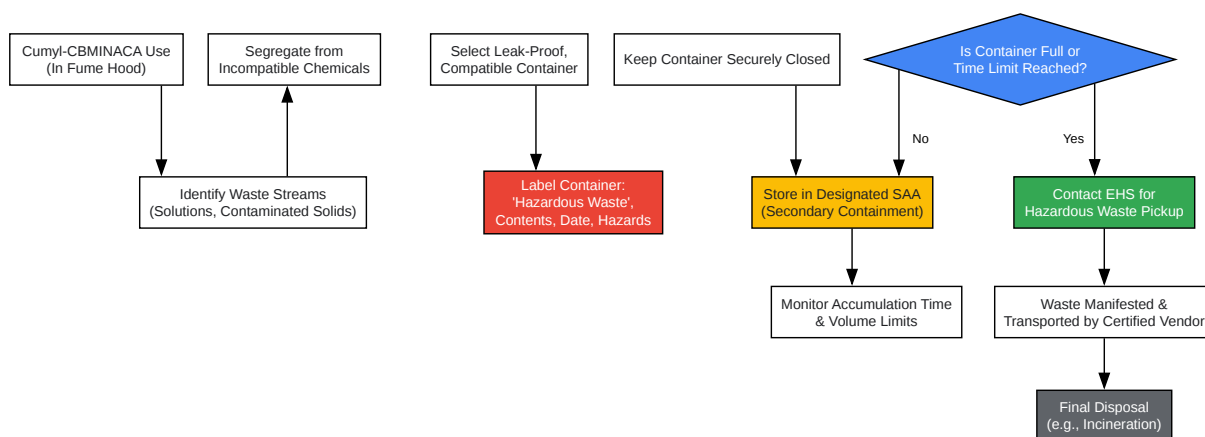 Cumyl-CBMINACA Use
(In Fume Hood)
Segregate from
Incompatible Chemicals
Select Leak-Proof,
Compatible Container
Keep Container Securely Closed
Is Container Full or
Time Limit Reached?
No
Yes
Identify Waste Streams
(Solutions, Contaminated Solids)
Label Container:
'Hazardous Waste',
Contents, Date, Hazards
Store in Designated SAA
(Secondary Containment)
Contact EHS for
Hazardous Waste Pickup
Monitor Accumulation Time
& Volume Limits
Waste Manifested &
Transported by Certified Vendor
Final Disposal
(e.g., Incineration)